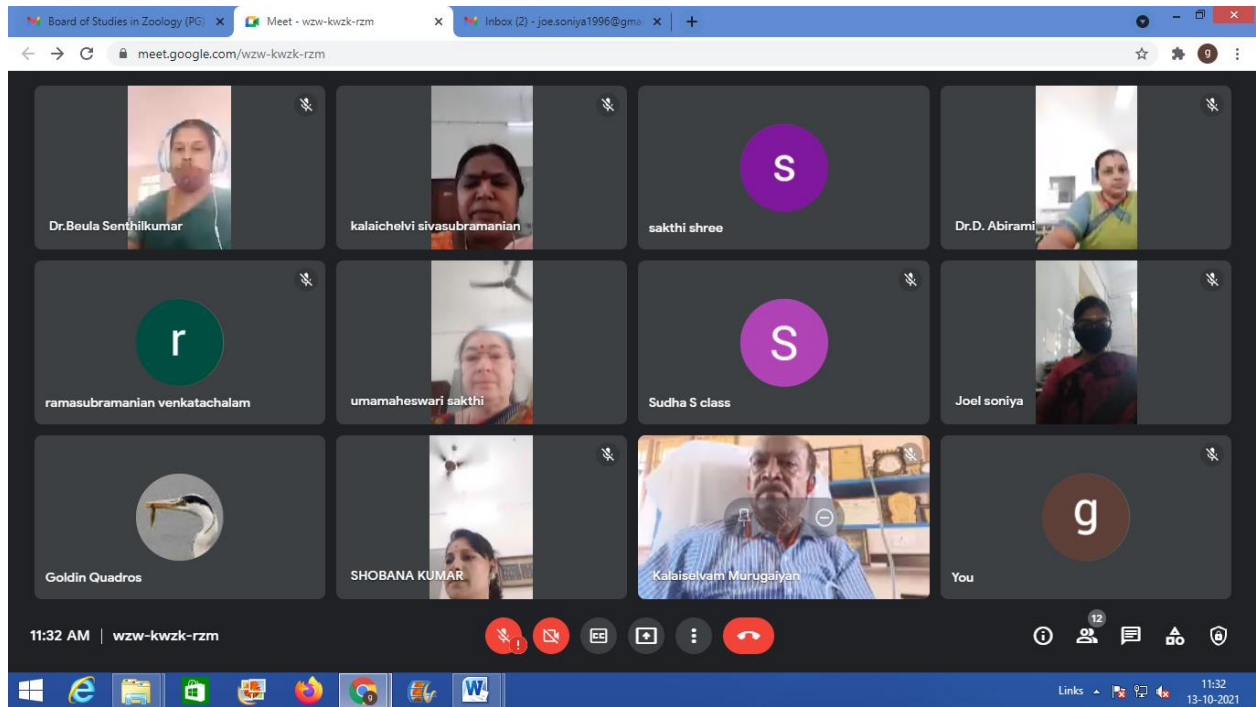 Board of Studies in Zoology (PG)
Meet - wzw-kwzk-rzm
Inbox (2) - joe.soniya1996@gma
meet.google.com/wzw-kwzk-rzm
g
Dr.Beula Senthilkumar
kalaichelvi sivasubramanian
s
sakthi shree
Dr.D. Abirami
r
ramasubramanian venkatachalam
umamaheswari sakthi
S
Sudha S class
Joel soniya
Goldin Quadros
SHOBANA KUMAR
Kalaiselvam Murugaiyan
g
You
11:32 AM | wzw-kwzk-rzm
CC
12
Links
11:32
13-10-2021